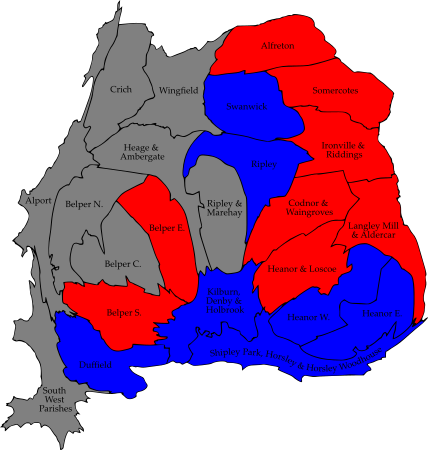 Alfreton
Crich
Wingfield
Somercotes
Swanwick
Heage &
Ambergate
Ironville &
Riddings
Ripley
Alport
Belper N.
Ripley &
Marehay
Codnor &
Waingroves
Belper E.
Langley Mill
& Aldercar
Belper C.
Heanor & Loscoe
Kilburn,
Denby &
Holbrook
Belper S.
Heanor W.
Heanor E.
Shipley Park, Horsley & Horsley Woodhouse
Duffield
South
West
Parishes